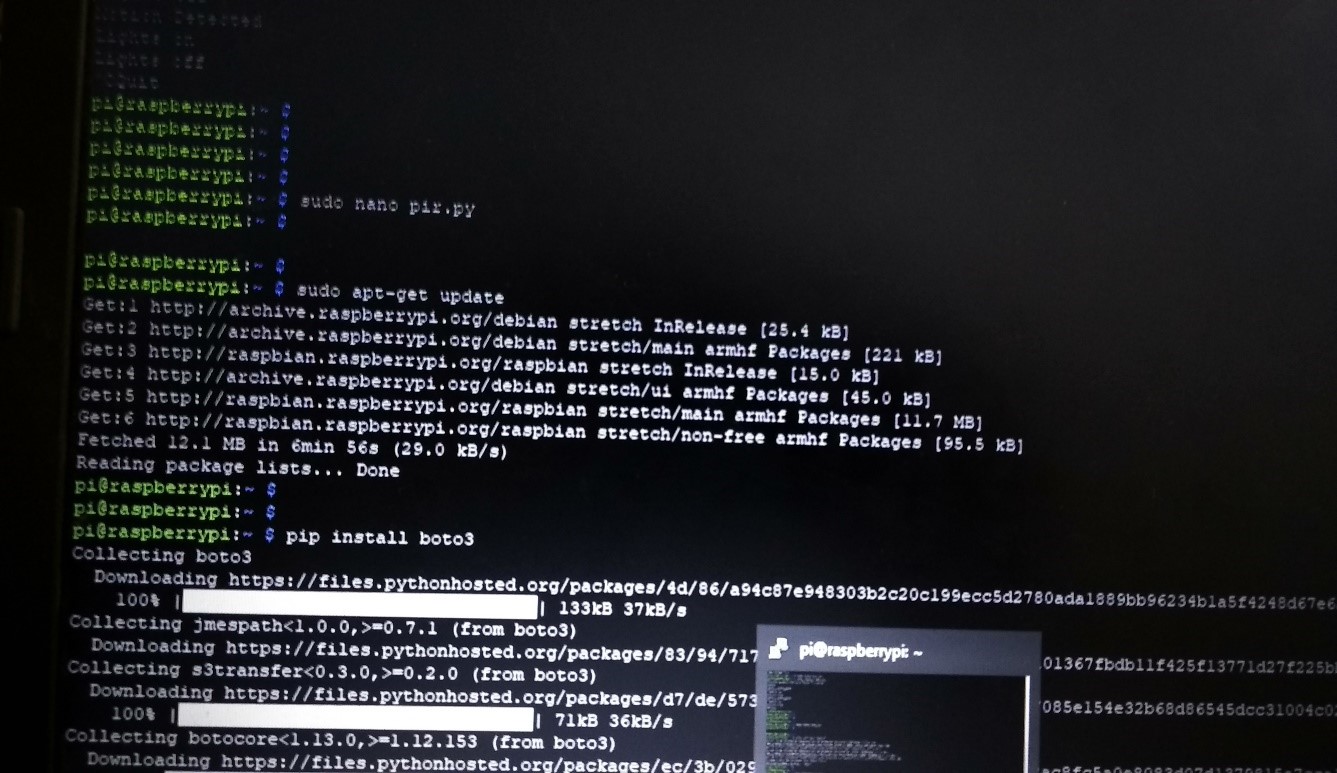 Motion Detected
Lights on
Lights off
Quit
pi@raspberrypi:~ $
pi@raspberrypi:~ $
pi@raspberrypi:~ $
pi@raspberrypi:~ $
pi@raspberrypi:~ $ sudo nano pir.py
pi@raspberrypi:~ $
pi@raspberrypi:~ $
pi@raspberrypi:~ $ sudo apt-get update
Get:1 http://archive.raspberrypi.org/debian stretch InRelease [25.4 kB]
Get:2 http://archive.raspberrypi.org/debian stretch/main armhf Packages [221 kB]
Get:3 http://raspbian.raspberrypi.org/raspbian stretch InRelease [15.0 kB]
Get:4 http://archive.raspberrypi.org/debian stretch/ui armhf Packages [45.0 kB]
Get:5 http://raspbian.raspberrypi.org/raspbian stretch/main armhf Packages [11.7 MB]
Get:6 http://raspbian.raspberrypi.org/raspbian stretch/non-free armhf Packages [95.5 kB]
Fetched 12.1 MB in 6min 56s (29.0 kB/s)
Reading package lists... Done
pi@raspberrypi:~ $
pi@raspberrypi:~ $
pi@raspberrypi:~ $ pip install boto3
Collecting boto3
Downloading https://files.pythonhosted.org/packages/4d/86/a94c87e948303b2c20c199ecc5d2780ada1889bb96234b1a5f4248d67e6
100% | | 133kB 37kB/s
Collecting jmespath<1.0.0,>=0.7.1 (from boto3)
Downloading https://files.pythonhosted.org/packages/83/94/717 01367fbdb11f425f13771d27f225b
Collecting s3transfer<0.3.0,>=0.2.0 (from boto3)
Downloading https://files.pythonhosted.org/packages/d7/de/573 085e154e32b68d86545dcc31004c0
100% | | 71kB 36kB/s
Collecting botocore<1.13.0,>=1.12.153 (from boto3)
Downloading https://files.pythonhosted.org/packages/ec/3b/029
pi@raspberrypi: ~